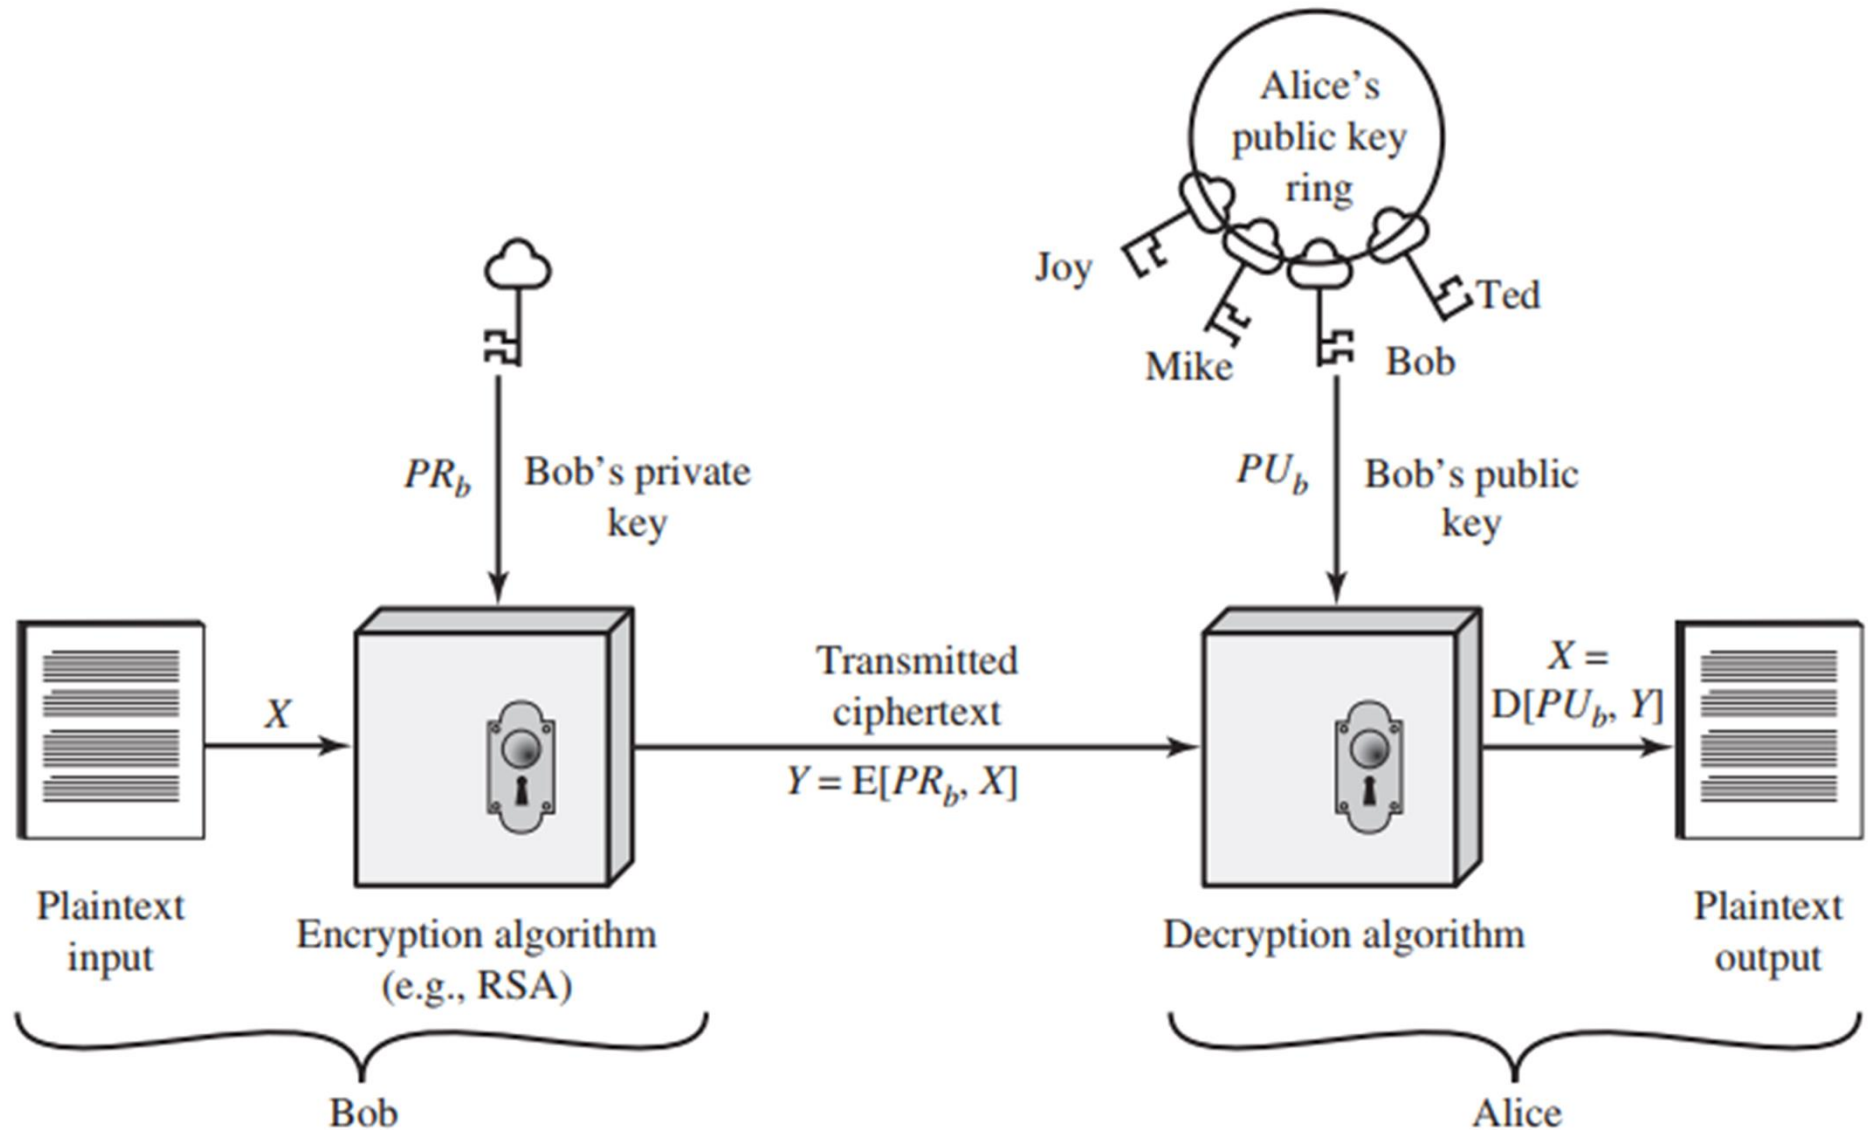 Alice's
public key
ring
Joy
Mike
Bob
Ted
PRb
Bob's private
key
PUb
Bob's public
key
X
Transmitted
ciphertext
Y = E[PRb, X]
X =
D[PUb, Y]
Plaintext
input
Encryption algorithm
(e.g., RSA)
Decryption algorithm
Plaintext
output
Bob
Alice